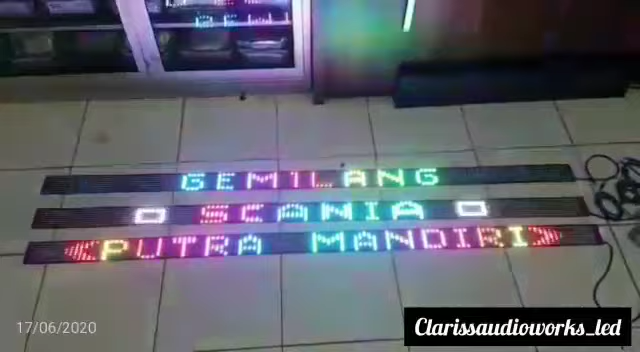 GEMILANG
SCANIA
PUTRA MANDIRI
17/06/2020
Clarissaudioworks_led